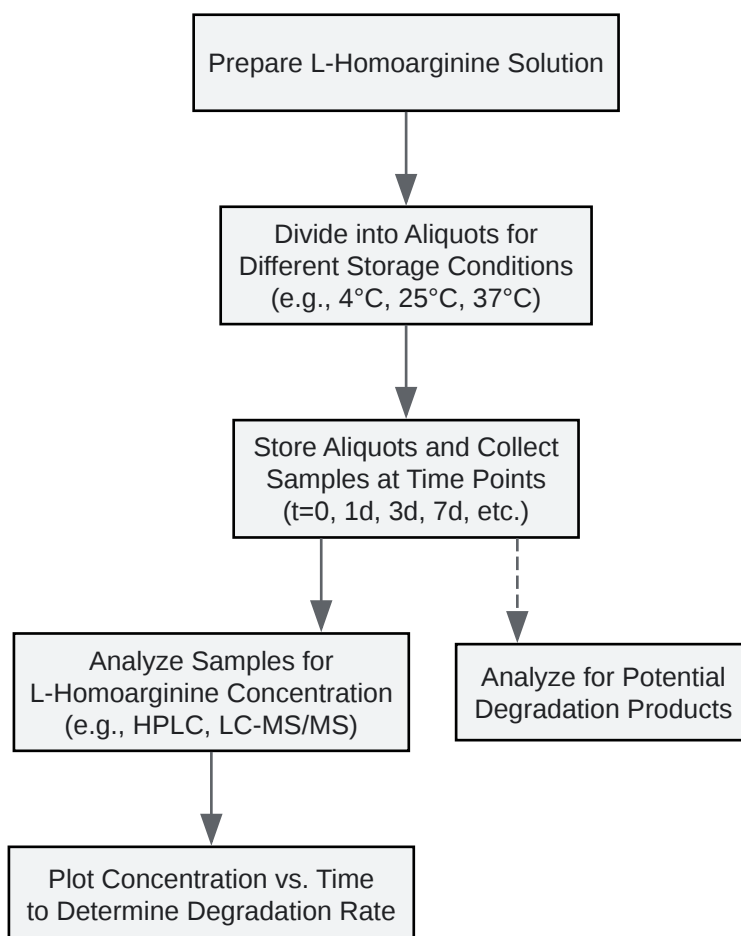 Prepare L-Homoarginine Solution
Divide into Aliquots for
Different Storage Conditions
(e.g., 4°C, 25°C, 37°C)
Store Aliquots and Collect
Samples at Time Points
(t=0, 1d, 3d, 7d, etc.)
Analyze Samples for
L-Homoarginine Concentration
(e.g., HPLC, LC-MS/MS)
Analyze for Potential
Degradation Products
Plot Concentration vs. Time
to Determine Degradation Rate